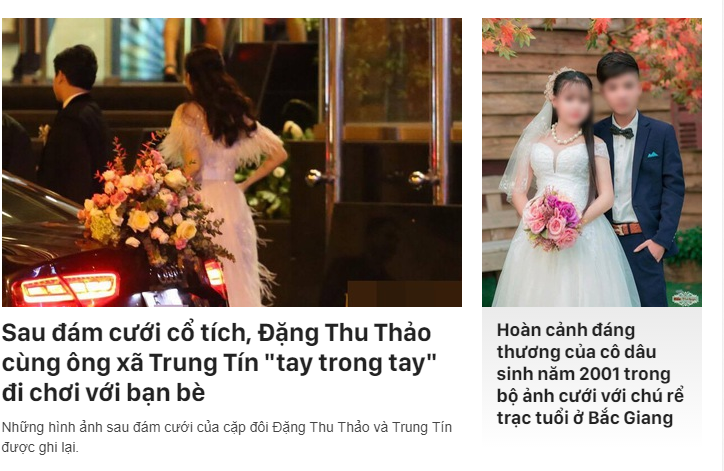 Sau đám cưới cổ tích, Đặng Thu Thảo
cùng ông xã Trung Tín "tay trong tay"
đi chơi với bạn bè
Những hình ảnh sau đám cưới của cặp đôi Đặng Thu Thảo và Trung Tín
được ghi lại.
Hoàn cảnh đáng
thương của cô dâu
sinh năm 2001 trong
bộ ảnh cưới với chú rể
trạc tuổi ở Bắc Giang